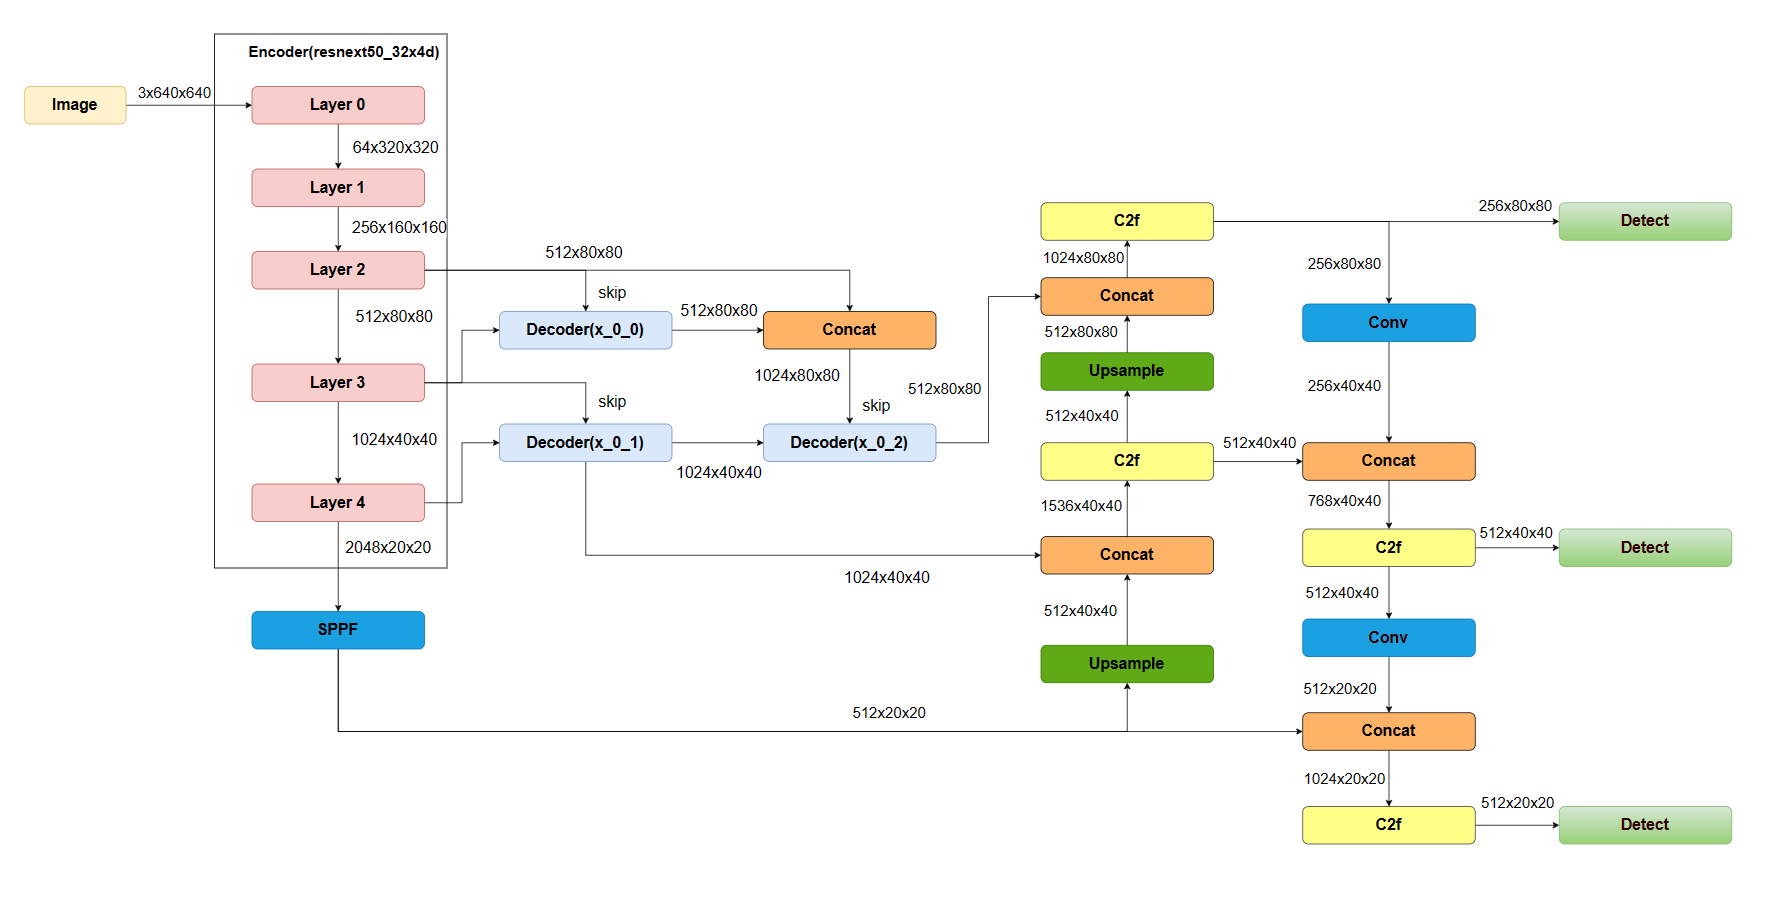 Encoder(resnext50_32x4d)
Image
3x640x640
Layer 0
64x320x320
Layer 1
256x160x160
Layer 2
512x80x80
Layer 3
1024x40x40
Layer 4
2048x20x20
SPPF
512x80x80
skip
Decoder(x_0_0)
512x80x80
Concat
1024x80x80
skip
skip
Decoder(x_0_1)
1024x40x40
Decoder(x_0_2)
512x80x80
1024x40x40
512x20x20
C2f
1024x80x80
Concat
512x80x80
Upsample
512x40x40
C2f
512x40x40
1536x40x40
Concat
512x40x40
Upsample
256x80x80
Detect
256x80x80
Conv
256x40x40
Concat
768x40x40
C2f
512x40x40
Detect
512x40x40
Conv
512x20x20
Concat
1024x20x20
C2f
512x20x20
Detect